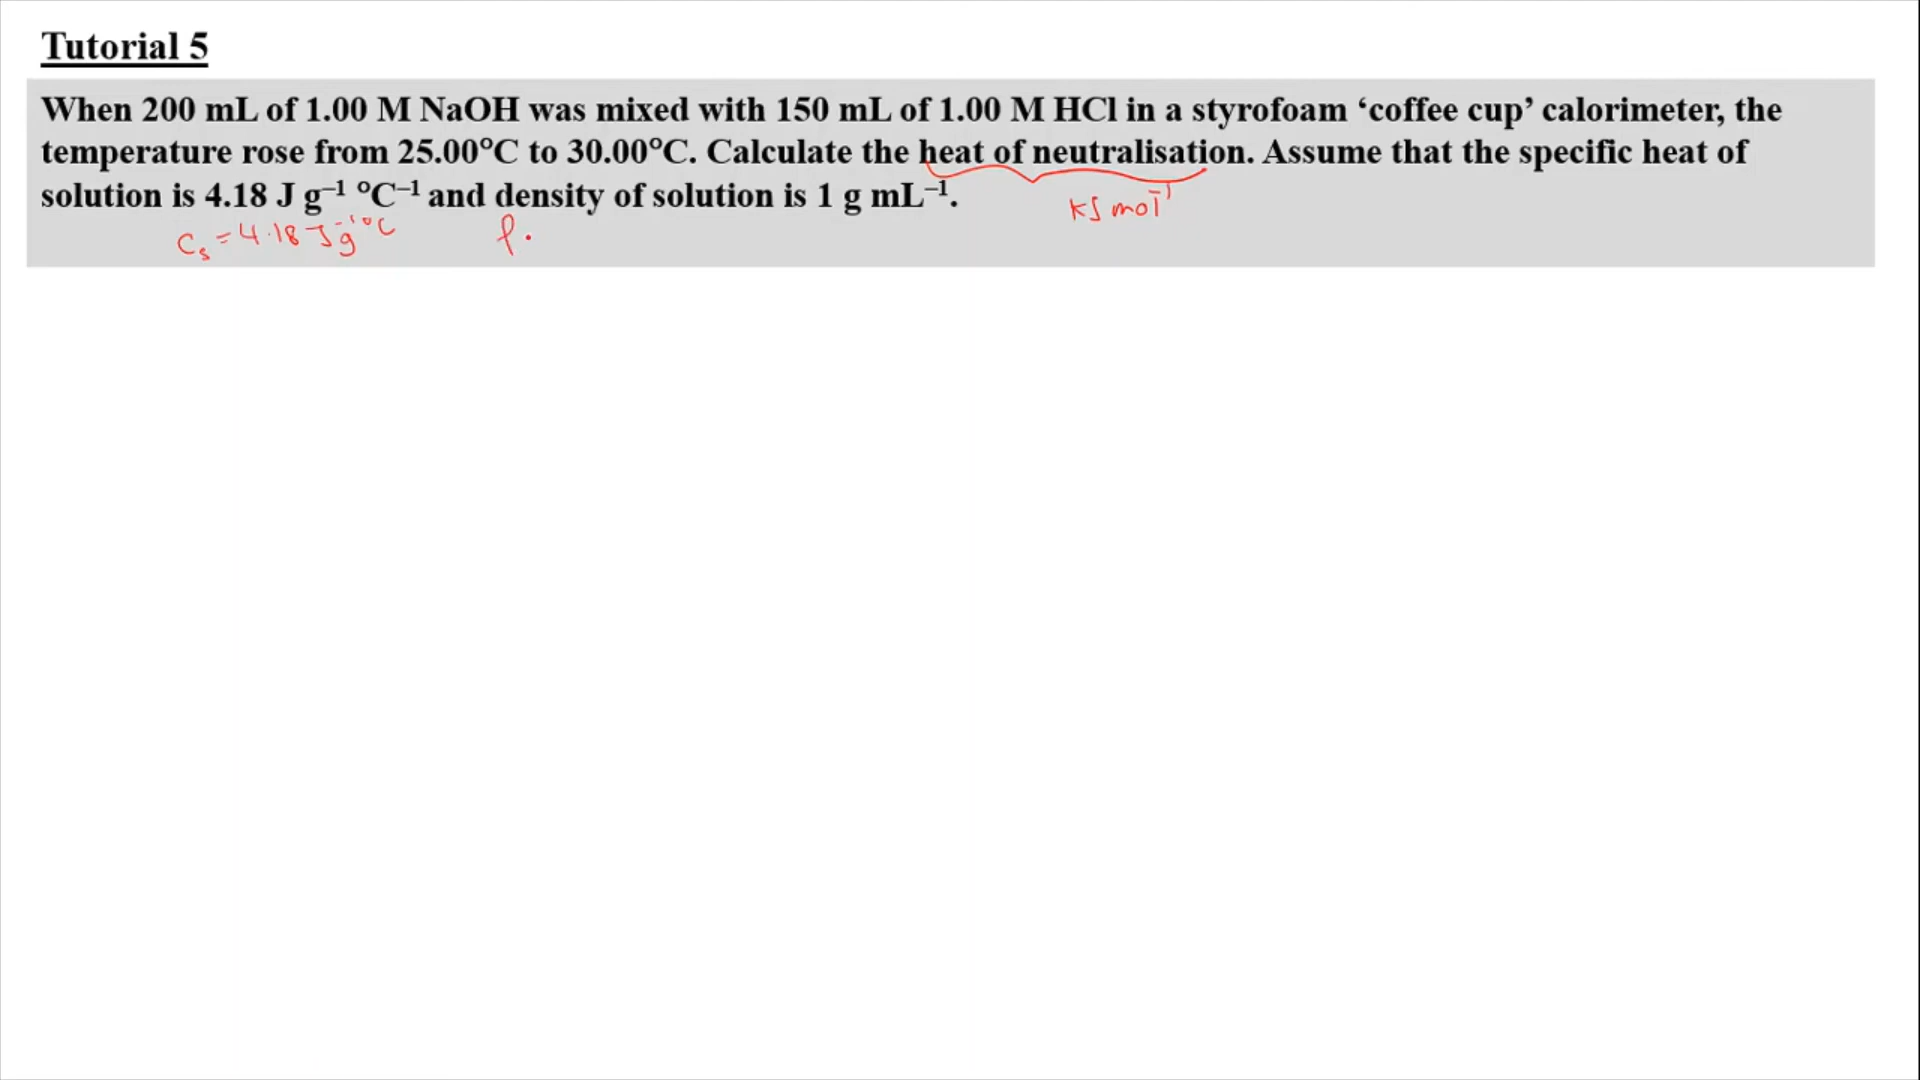 Tutorial 5
When 200 mL of 1.00 M NaOH was mixed with 150 mL of 1.00 M HCl in a styrofoam ‘coffee cup’ calorimeter, the
temperature rose from 25.00°C to 30.00°C. Calculate the heat of neutralisation. Assume that the specific heat of
solution is 4.18 J g⁻¹ °C⁻¹ and density of solution is 1 g mL⁻¹.
kJ mol⁻¹
Cₛ = 4.18 J g⁻¹ °C
ρ